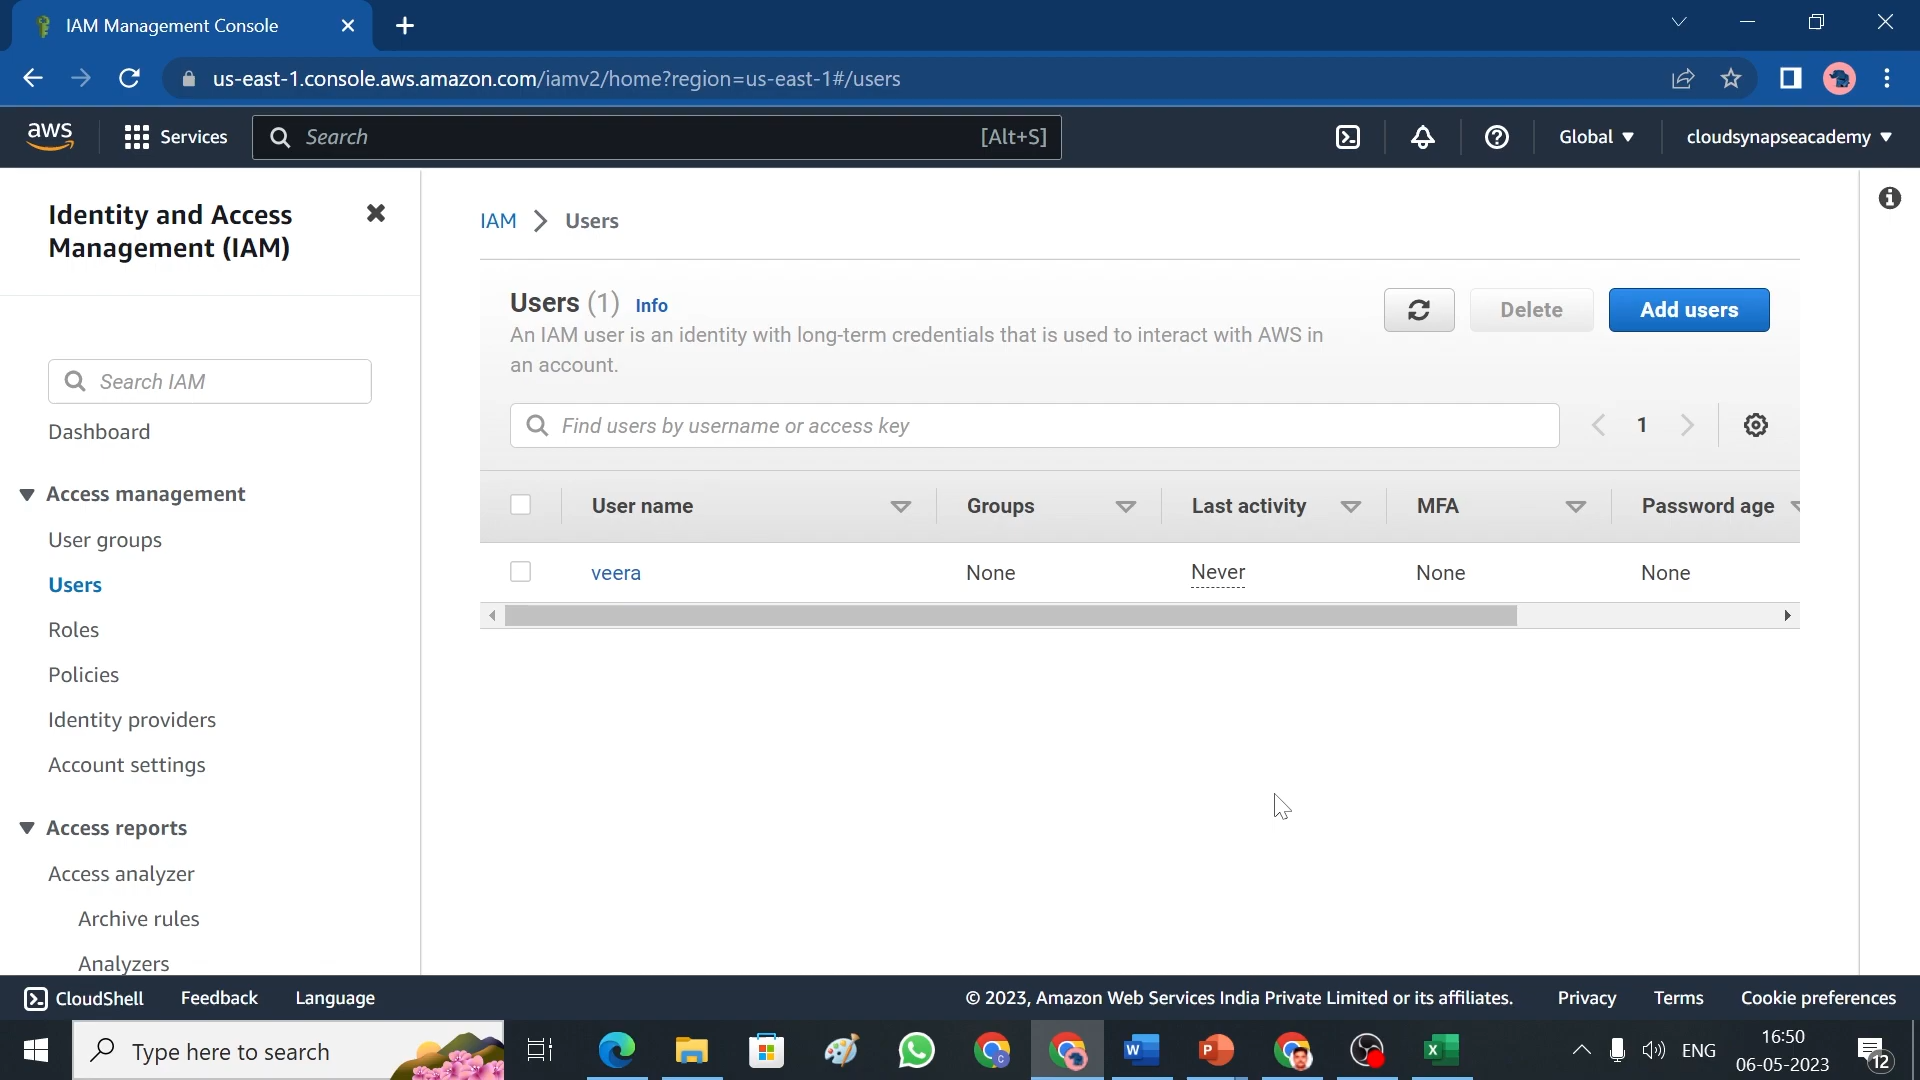 IAM Management Console
us-east-1.console.aws.amazon.com/iamv2/home?region=us-east-1#/users
aws
Services
Search
[Alt+S]
Global
cloudsynapseacademy
Identity and Access
Management (IAM)
Search IAM
Dashboard
Access management
User groups
Users
Roles
Policies
Identity providers
Account settings
Access reports
Access analyzer
Archive rules
Analyzers
IAM
Users
Users (1)
Info
An IAM user is an identity with long-term credentials that is used to interact with AWS in
an account.
Delete
Add users
Find users by username or access key
1
User name
Groups
Last activity
MFA
Password age
veera
None
Never
None
None
CloudShell
Feedback
Language
© 2023, Amazon Web Services India Private Limited or its affiliates.
Privacy
Terms
Cookie preferences
Type here to search
C
W
P
X
ENG
16:50
06-05-2023
12